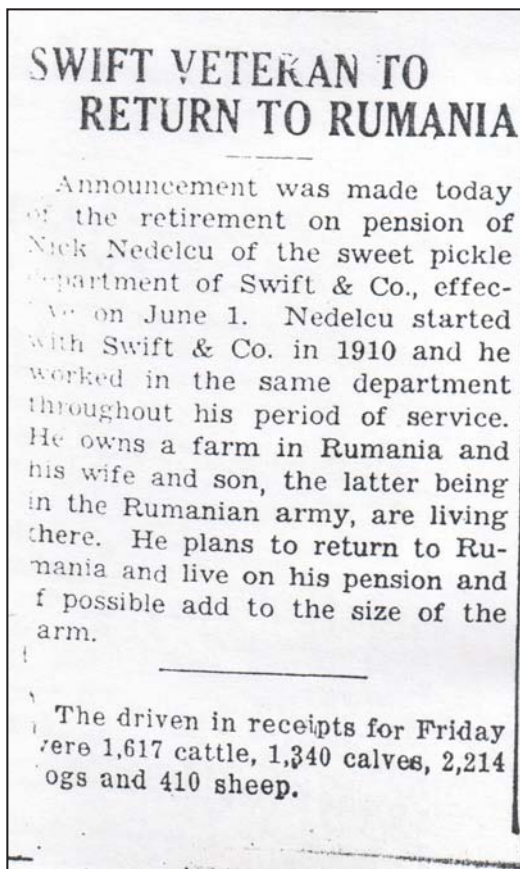 SWIFT VETERAN TO
RETURN TO RUMANIA
Announcement was made today
of the retirement on pension of
Nick Nedelcu of the sweet pickle
department of Swift & Co., effec-
ive on June 1. Nedelcu started
with Swift & Co. in 1910 and he
worked in the same department
throughout his period of service.
He owns a farm in Rumania and
his wife and son, the latter being
in the Rumanian army, are living
there. He plans to return to Ru-
mania and live on his pension and
f possible add to the size of the
arm.
The driven in receipts for Friday
were 1,617 cattle, 1,340 calves, 2,214
ogs and 410 sheep.